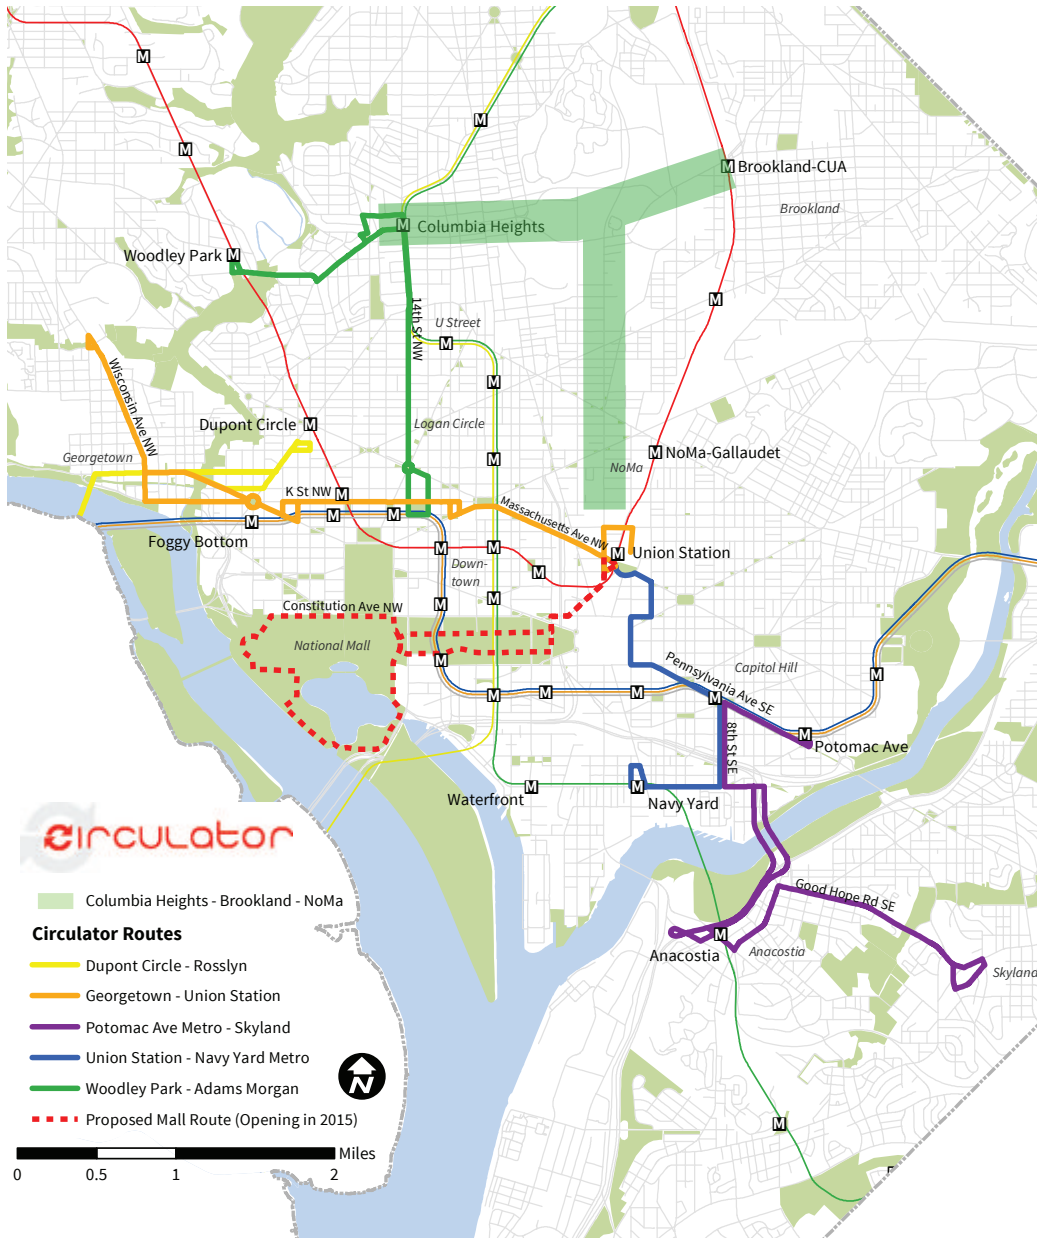 M
M
M
M Brookland-CUA
Brookland
M Columbia Heights
Woodley Park M
M
14th St NW
U Street
M
M
Wisconsin Ave NW
Dupont Circle M
Logan Circle
Georgetown
M
M NoMa-Gallaudet
NoMa
K St NW M
Massachusetts Ave NW
M M M
Foggy Bottom
M M
M Union Station
Down-
town
M
M M
Constitution Ave NW
National Mall
M
Pennsylvania Ave SE
Capitol Hill
M
M M M M
8th St SE
M
Potomac Ave
Waterfront M
M
Navy Yard
Good Hope Rd SE
M
Anacostia
Anacostia
Skyland
M
circulator
Columbia Heights - Brookland - NoMa
Circulator Routes
Dupont Circle - Rosslyn
Georgetown - Union Station
Potomac Ave Metro - Skyland
Union Station - Navy Yard Metro
Woodley Park - Adams Morgan
Proposed Mall Route (Opening in 2015)
N
Miles
0 0.5 1 2